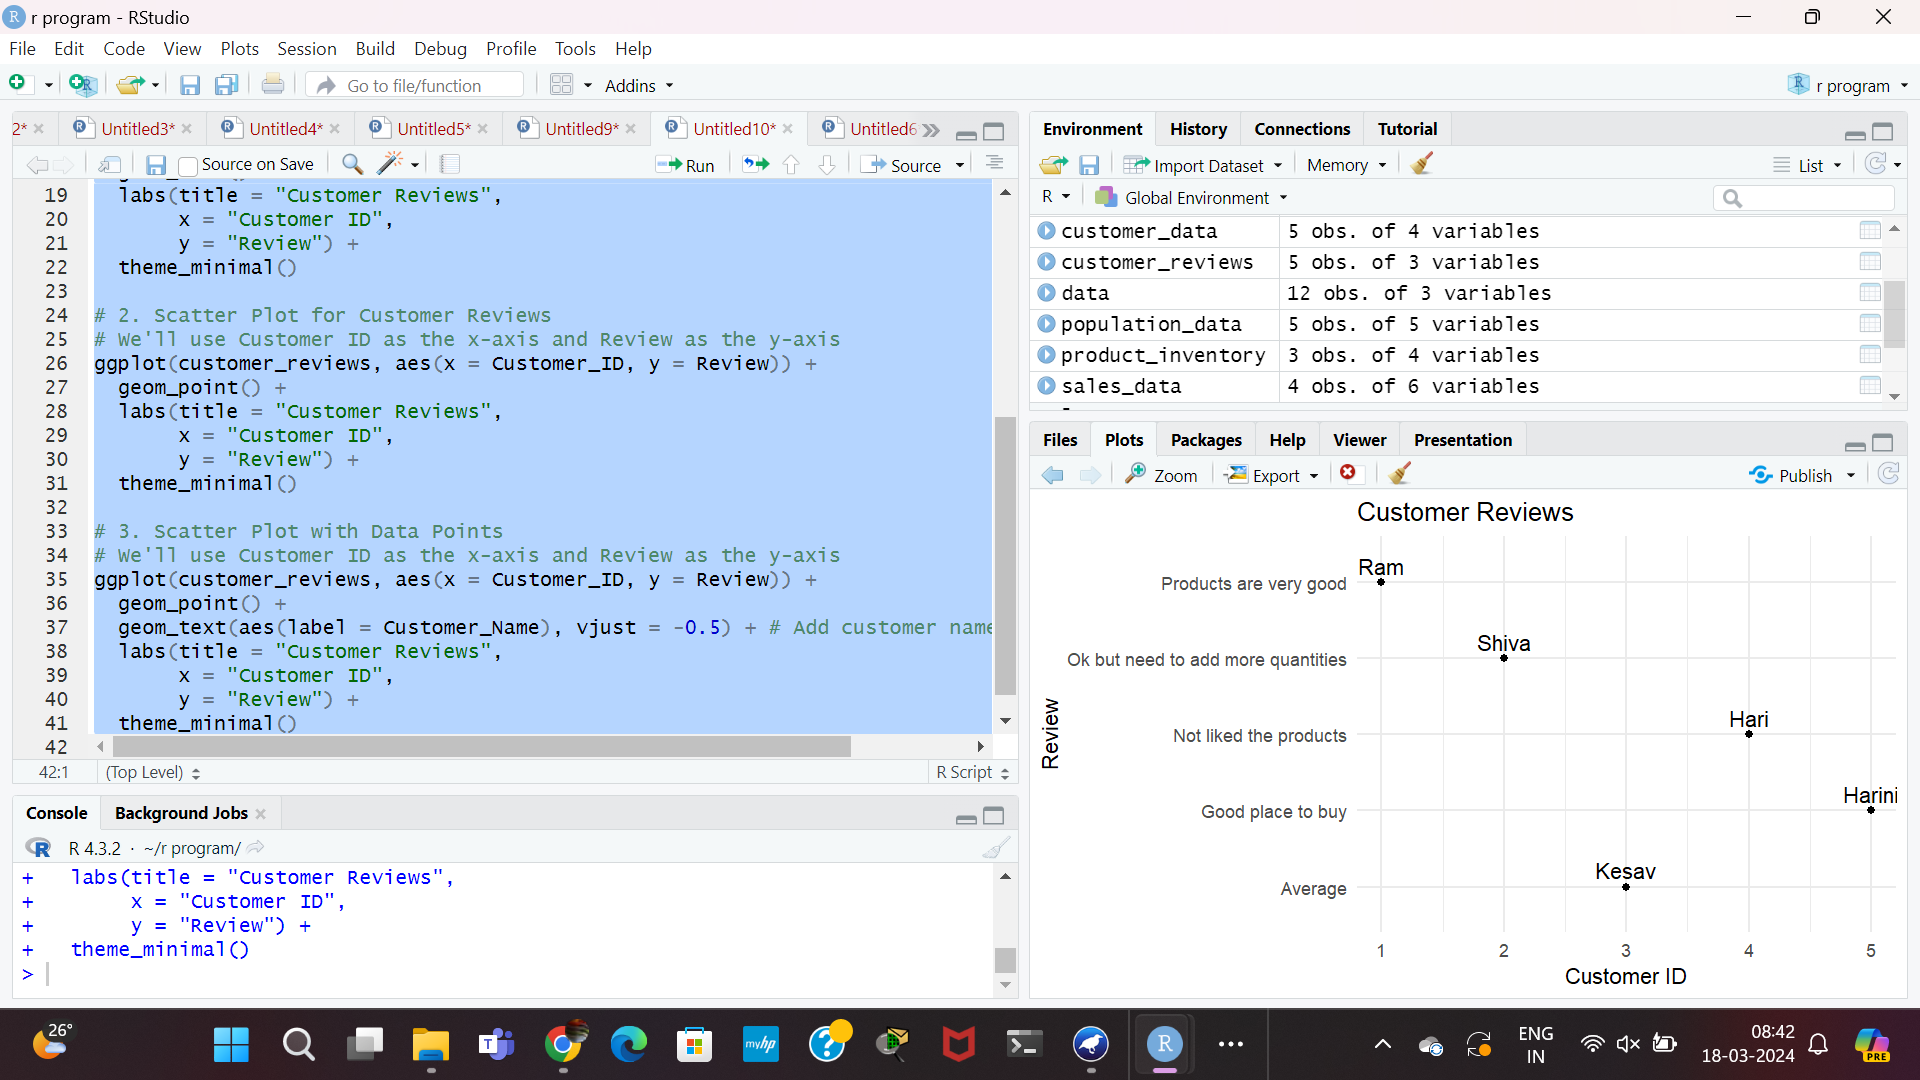 r program - RStudio
File Edit Code View Plots Session Build Debug Profile Tools Help
Go to file/function Addins r program
2* Untitled3* Untitled4* Untitled5* Untitled9* Untitled10* Untitled6
Source on Save Run Source
19 labs(title = "Customer Reviews",
20 x = "Customer ID",
21 y = "Review") +
22 theme_minimal()
23
24 # 2. Scatter Plot for Customer Reviews
25 # We'll use Customer ID as the x-axis and Review as the y-axis
26 ggplot(customer_reviews, aes(x = Customer_ID, y = Review)) +
27 geom_point() +
28 labs(title = "Customer Reviews",
29 x = "Customer ID",
30 y = "Review") +
31 theme_minimal()
32
33 # 3. Scatter Plot with Data Points
34 # We'll use Customer ID as the x-axis and Review as the y-axis
35 ggplot(customer_reviews, aes(x = Customer_ID, y = Review)) +
36 geom_point() +
37 geom_text(aes(label = Customer_Name), vjust = -0.5) + # Add customer name
38 labs(title = "Customer Reviews",
39 x = "Customer ID",
40 y = "Review") +
41 theme_minimal()
42
42:1 (Top Level) R Script
Console Background Jobs
R 4.3.2 · ~/r program/
+ labs(title = "Customer Reviews",
+ x = "Customer ID",
+ y = "Review") +
+ theme_minimal()
>
Environment History Connections Tutorial
Import Dataset Memory List
R Global Environment
customer_data 5 obs. of 4 variables
customer_reviews 5 obs. of 3 variables
data 12 obs. of 3 variables
population_data 5 obs. of 5 variables
product_inventory 3 obs. of 4 variables
sales_data 4 obs. of 6 variables
Files Plots Packages Help Viewer Presentation
Zoom Export Publish
Customer Reviews
Ram
Products are very good
Shiva
Ok but need to add more quantities
Hari
Not liked the products
Review
Harini
Good place to buy
Kesav
Average
1 2 3 4 5
Customer ID
26°
myhp
R
ENG
IN
08:42
18-03-2024
PRE